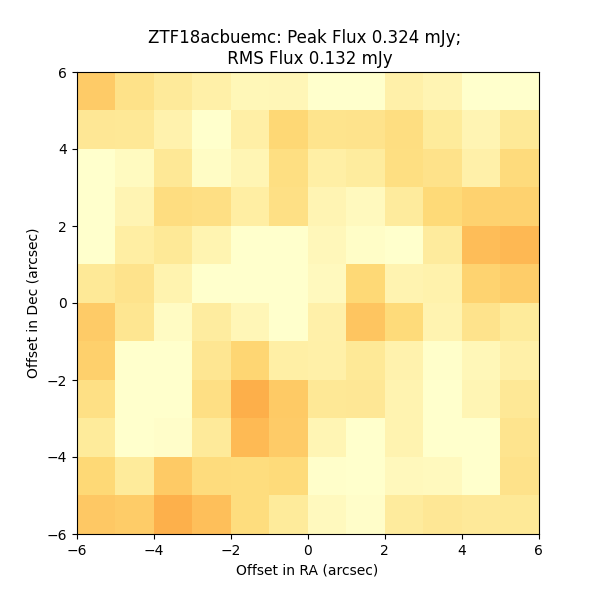 ZTF18acbuemc: Peak Flux 0.324 mJy;
RMS Flux 0.132 mJy
6
4
2
0
−2
−4
−6
Offset in Dec (arcsec)
−6 −4 −2 0 2 4 6
Offset in RA (arcsec)